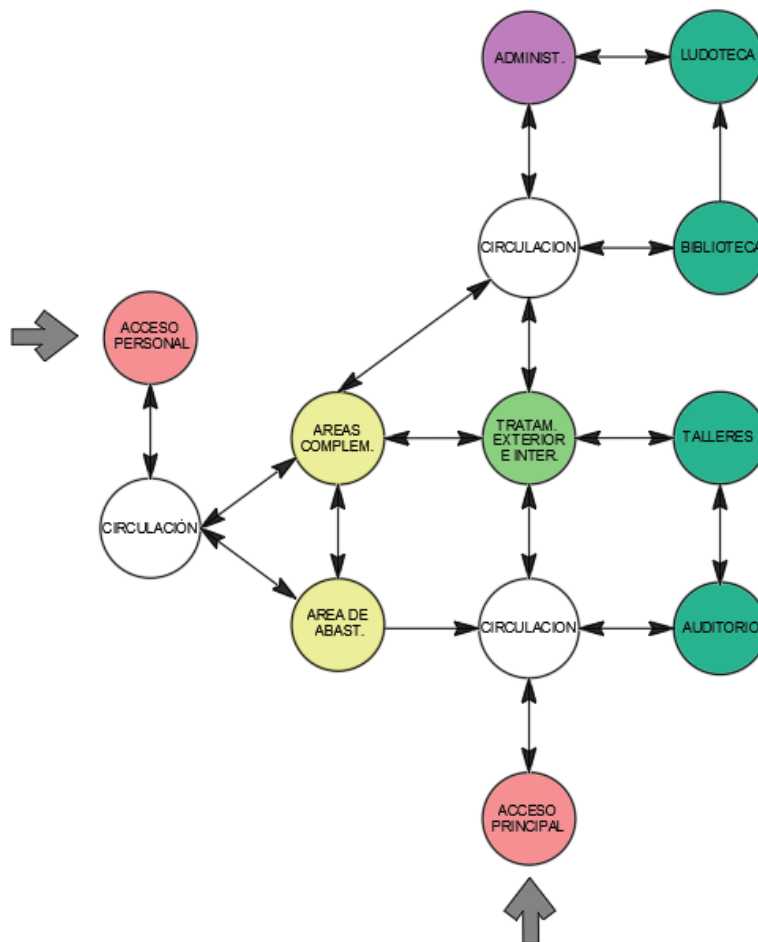 ADMINIST.
LUDOTECA
CIRCULACION
BIBLIOTECA
ACCESO
PERSONAL
AREAS
COMPLEM.
TRATAM.
EXTERIOR
E INTER.
TALLERES
CIRCULACIÓN
AREA DE
ABAST.
CIRCULACION
AUDITORIO
ACCESO
PRINCIPAL